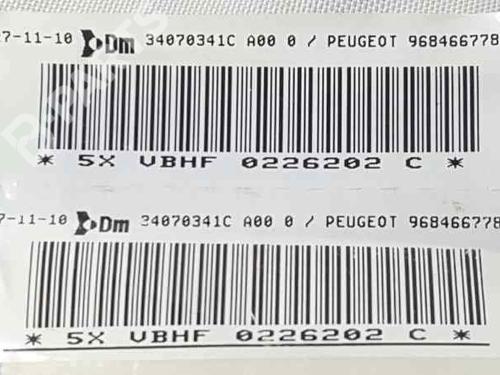 27-11-10 Dm 34070341C A00 0 / PEUGEOT 968466778
* 5X VBHF 0226202 C *
7-11-10 Dm 34070341C A00 0 / PEUGEOT 968466778
* 5X VBHF 0226202 C *